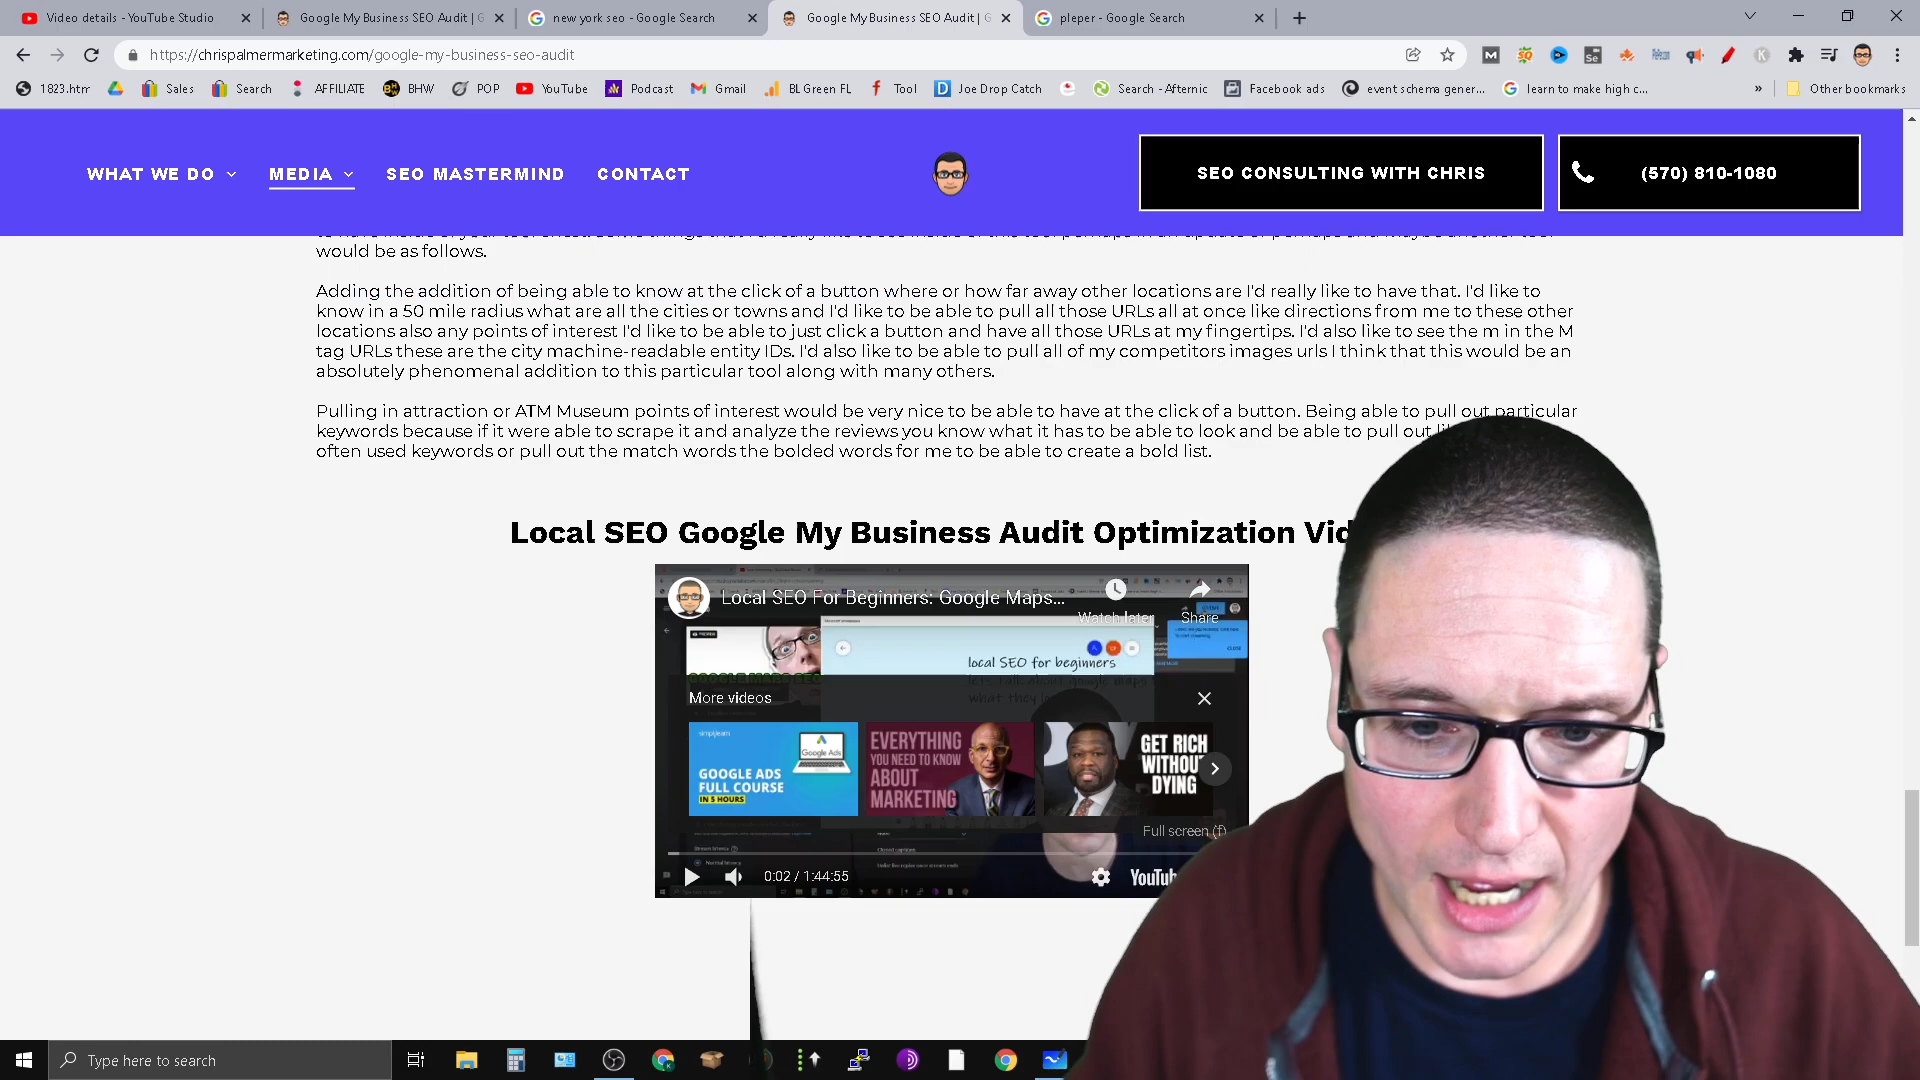 Video details - YouTube Studio
Google My Business SEO Audit | G
new york seo - Google Search
Google My Business SEO Audit | G
pleper - Google Search
https://chrispalmermarketing.com/google-my-business-seo-audit
1823.htm
Sales
Search
AFFILIATE
BHW
POP
YouTube
Podcast
Gmail
BL Green FL
Tool
Joe Drop Catch
Search - Afternic
Facebook ads
event schema gener...
learn to make high c...
»
Other bookmarks
WHAT WE DO
MEDIA
SEO MASTERMIND
CONTACT
SEO CONSULTING WITH CHRIS
(570) 810-1080
would be as follows.
Adding the addition of being able to know at the click of a button where or how far away other locations are I'd really like to have that. I'd like to
know in a 50 mile radius what are all the cities or towns and I'd like to be able to pull all those URLs all at once like directions from me to these other
locations also any points of interest I'd like to be able to just click a button and have all those URLs at my fingertips. I'd also like to see the m in the M
tag URLs these are the city machine-readable entity IDs. I'd also like to be able to pull all of my competitors images urls I think that this would be an
absolutely phenomenal addition to this particular tool along with many others.
Pulling in attraction or ATM Museum points of interest would be very nice to be able to have at the click of a button. Being able to pull out particular
keywords because if it were able to scrape it and analyze the reviews you know what it has to be able to look and be able to pull out
often used keywords or pull out the match words the bolded words for me to be able to create a bold list.
Local SEO Google My Business Audit Optimization Vid
Local SEO For Beginners: Google Maps...
Watch later
Share
local SEO for beginners
More videos
simplilearn
Google Ads
GOOGLE ADS
FULL COURSE
IN 5 HOURS
EVERYTHING
YOU NEED TO KNOW
ABOUT
MARKETING
GET RICH
WITHOU
DYING
Full screen (f)
0:02 / 1:44:55
YouTub
Type here to search